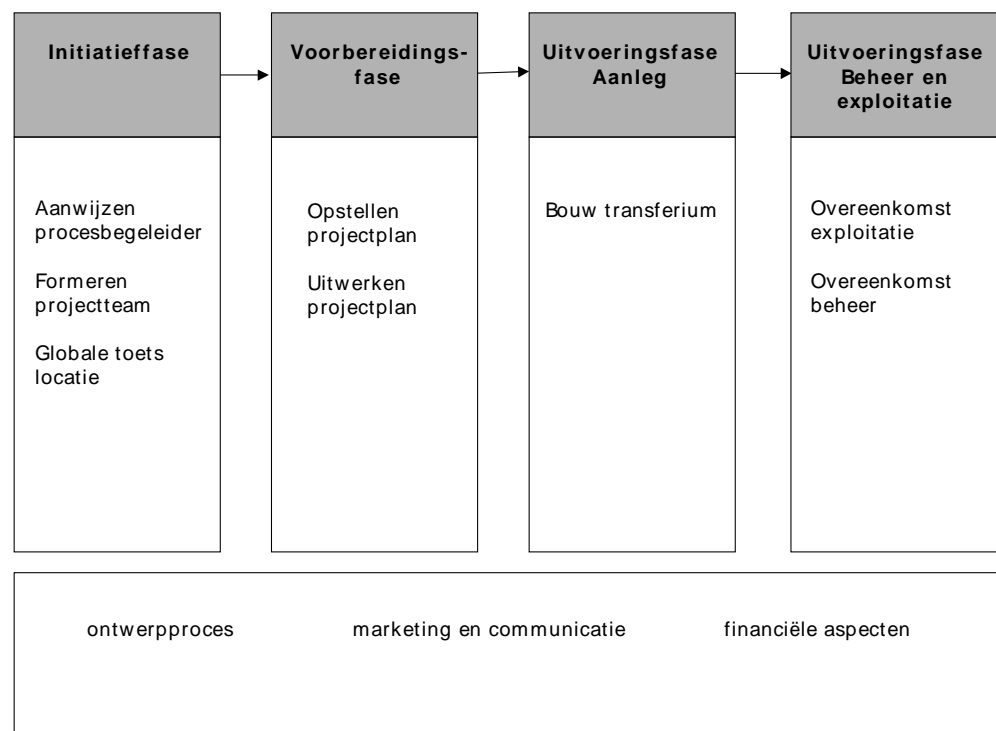 Initiatieffase
Voorbereidings-
fase
Uitvoeringsfase
Aanleg
Uitvoeringsfase
Beheer en
exploitatie
Aanwijzen
procesbegeleider
Formeren
projectteam
Globale toets
locatie
Opstellen
projectplan
Uitwerken
projectplan
Bouw transferium
Overeenkomst
exploitatie
Overeenkomst
beheer
ontwerpproces
marketing en communicatie
financiële aspecten